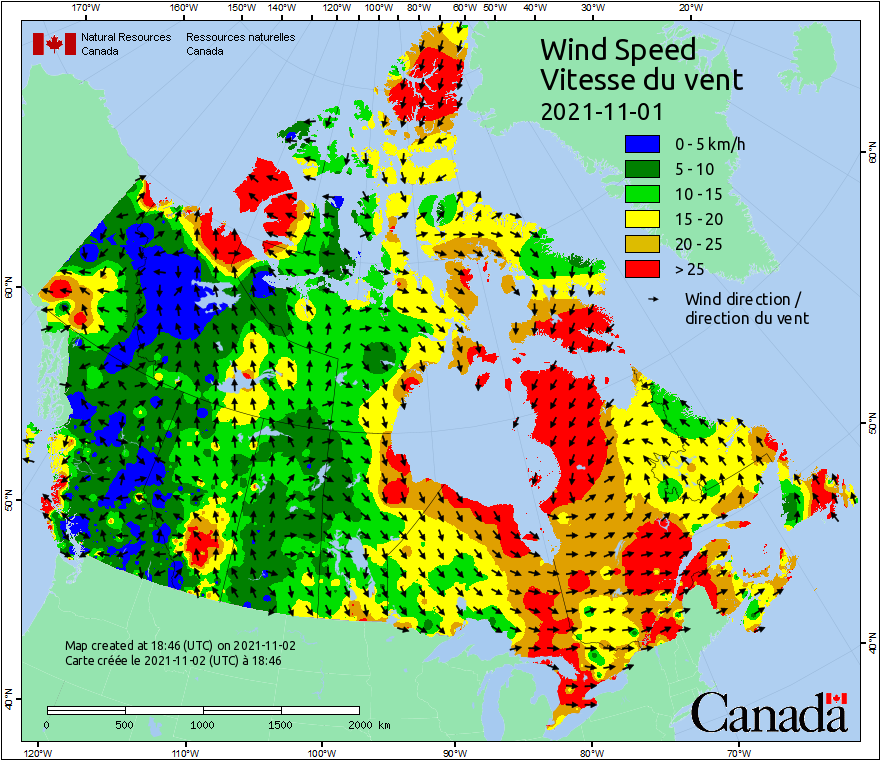 170°W 160°W 150°W 140°W 130°W 120°W 110°W 100°W 90°W 80°W 60°W 50°W 40°W 30°W 20°W
Natural Resources Ressources naturelles
Canada Canada
Wind Speed
Vitesse du vent
2021-11-01
0 - 5 km/h
5 - 10
10 - 15
15 - 20
20 - 25
> 25
Wind direction /
direction du vent
60°N
60°N
50°N
50°N
40°N
40°N
Map created at 18:46 (UTC) on 2021-11-02
Carte créée le 2021-11-02 (UTC) à 18:46
0 500 1000 1500 2000 km
Canada
120°W 110°W 100°W 90°W 80°W 70°W